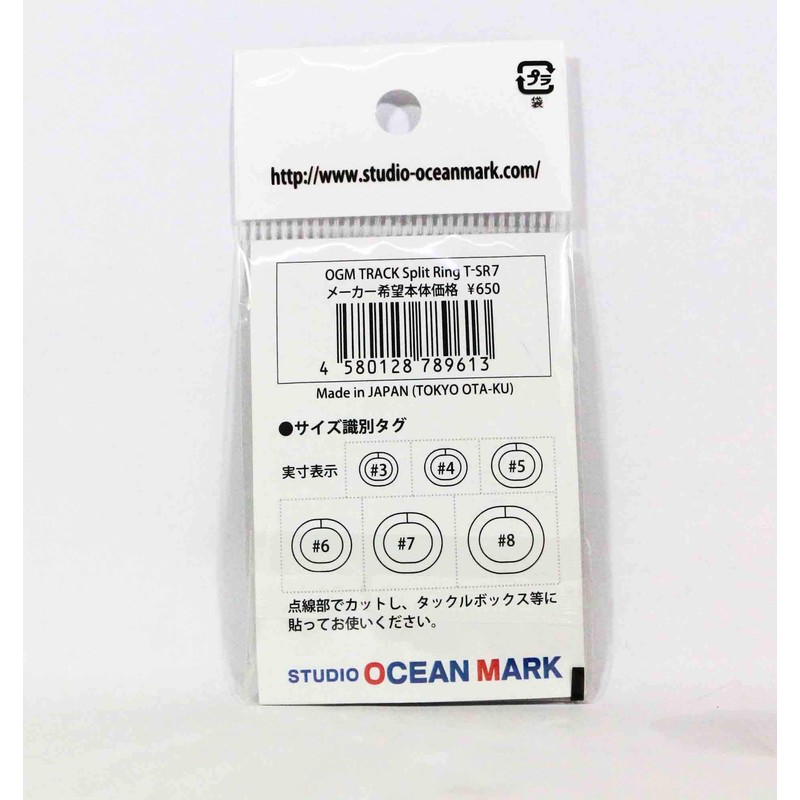 プラ
袋
http://www.studio-oceanmark.com/
OGM TRACK Split Ring T-SR7
メーカー希望本体価格 ¥650
4 580128 789613
Made in JAPAN (TOKYO OTA-KU)
●サイズ識別タグ
実寸表示 #3 #4 #5
#6 #7 #8
点線部でカットし、タックルボックス等に
貼ってお使いください。
STUDIO OCEAN MARK